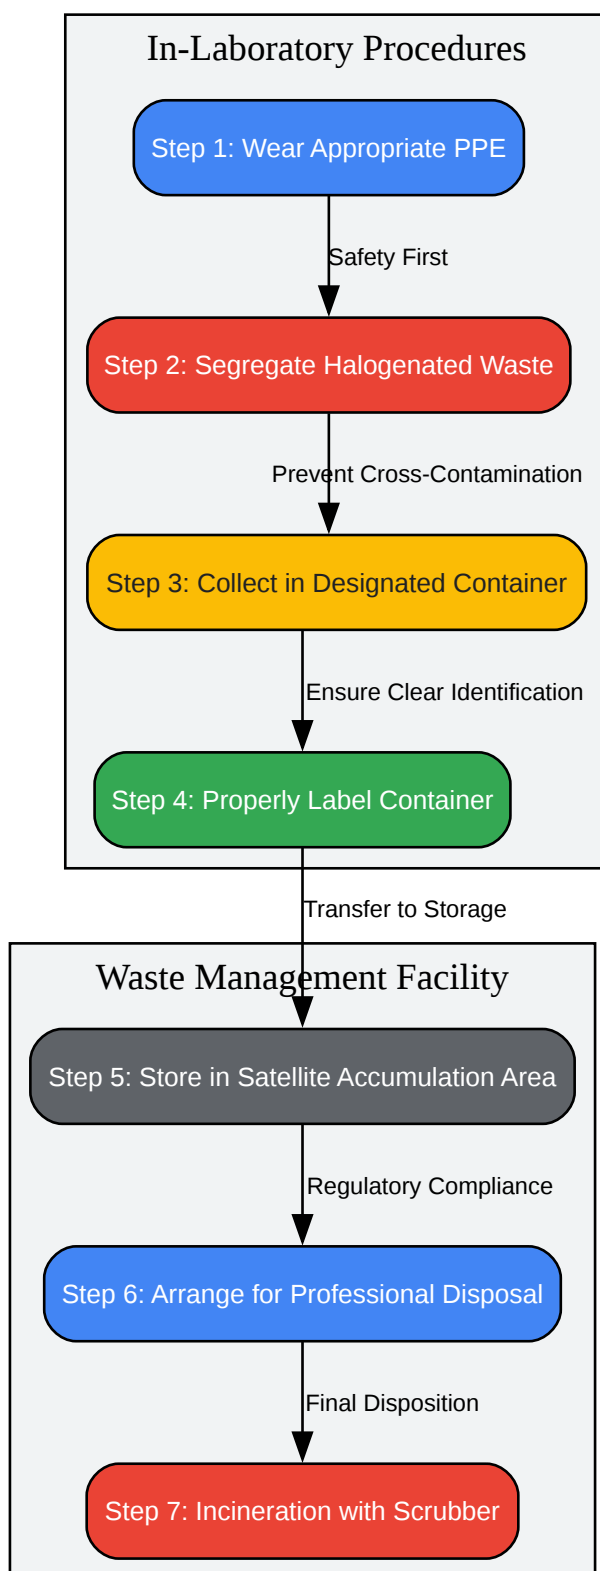 In-Laboratory Procedures
Step 1: Wear Appropriate PPE
Safety First
Step 2: Segregate Halogenated Waste
Prevent Cross-Contamination
Step 3: Collect in Designated Container
Ensure Clear Identification
Step 4: Properly Label Container
Transfer to Storage
Waste Management Facility
Step 5: Store in Satellite Accumulation Area
Regulatory Compliance
Step 6: Arrange for Professional Disposal
Final Disposition
Step 7: Incineration with Scrubber